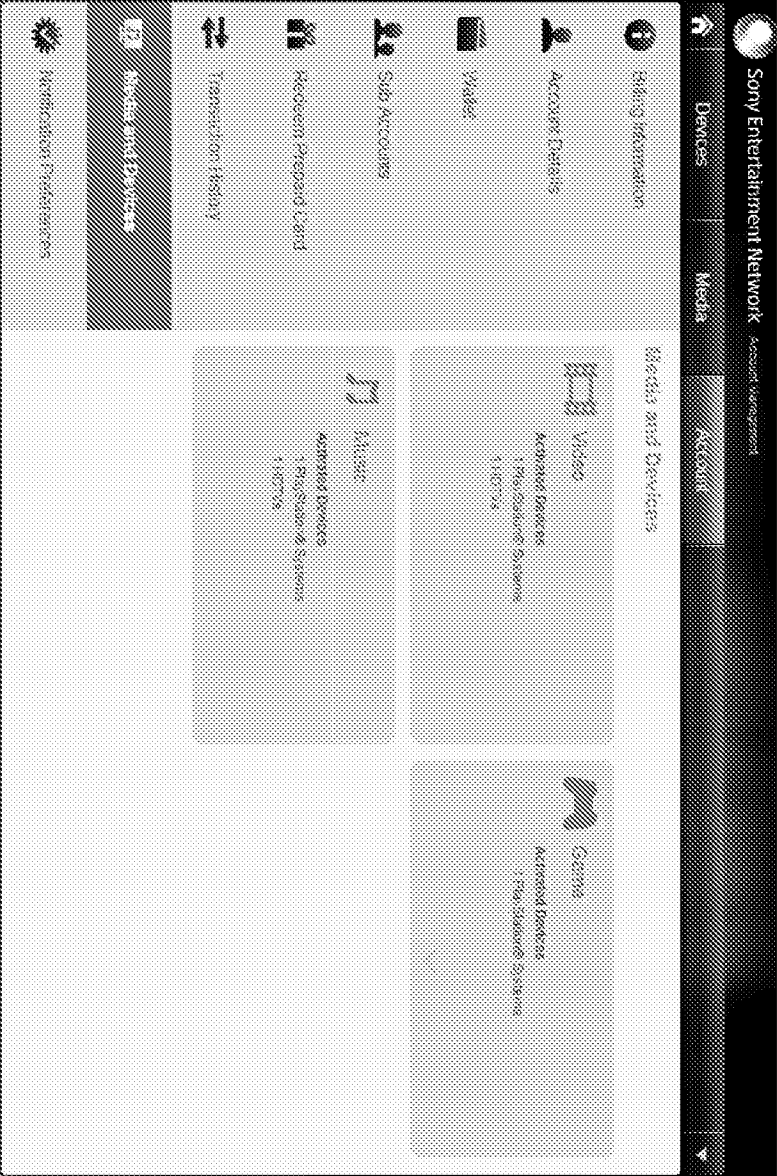 Sony Entertainment Network Account Management
Devices
Media
Account
Billing Information
Account Details
Wallet
Sub Accounts
Redeem Prepaid Card
Transaction History
Media and Devices
Notification Preferences
Media and Devices
Video
Activated Devices
1 PlayStation® Systems
1 HDTVs
Game
Activated Devices
1 PlayStation® Systems
Music
Activated Devices
1 PlayStation® Systems
1 HDTVs